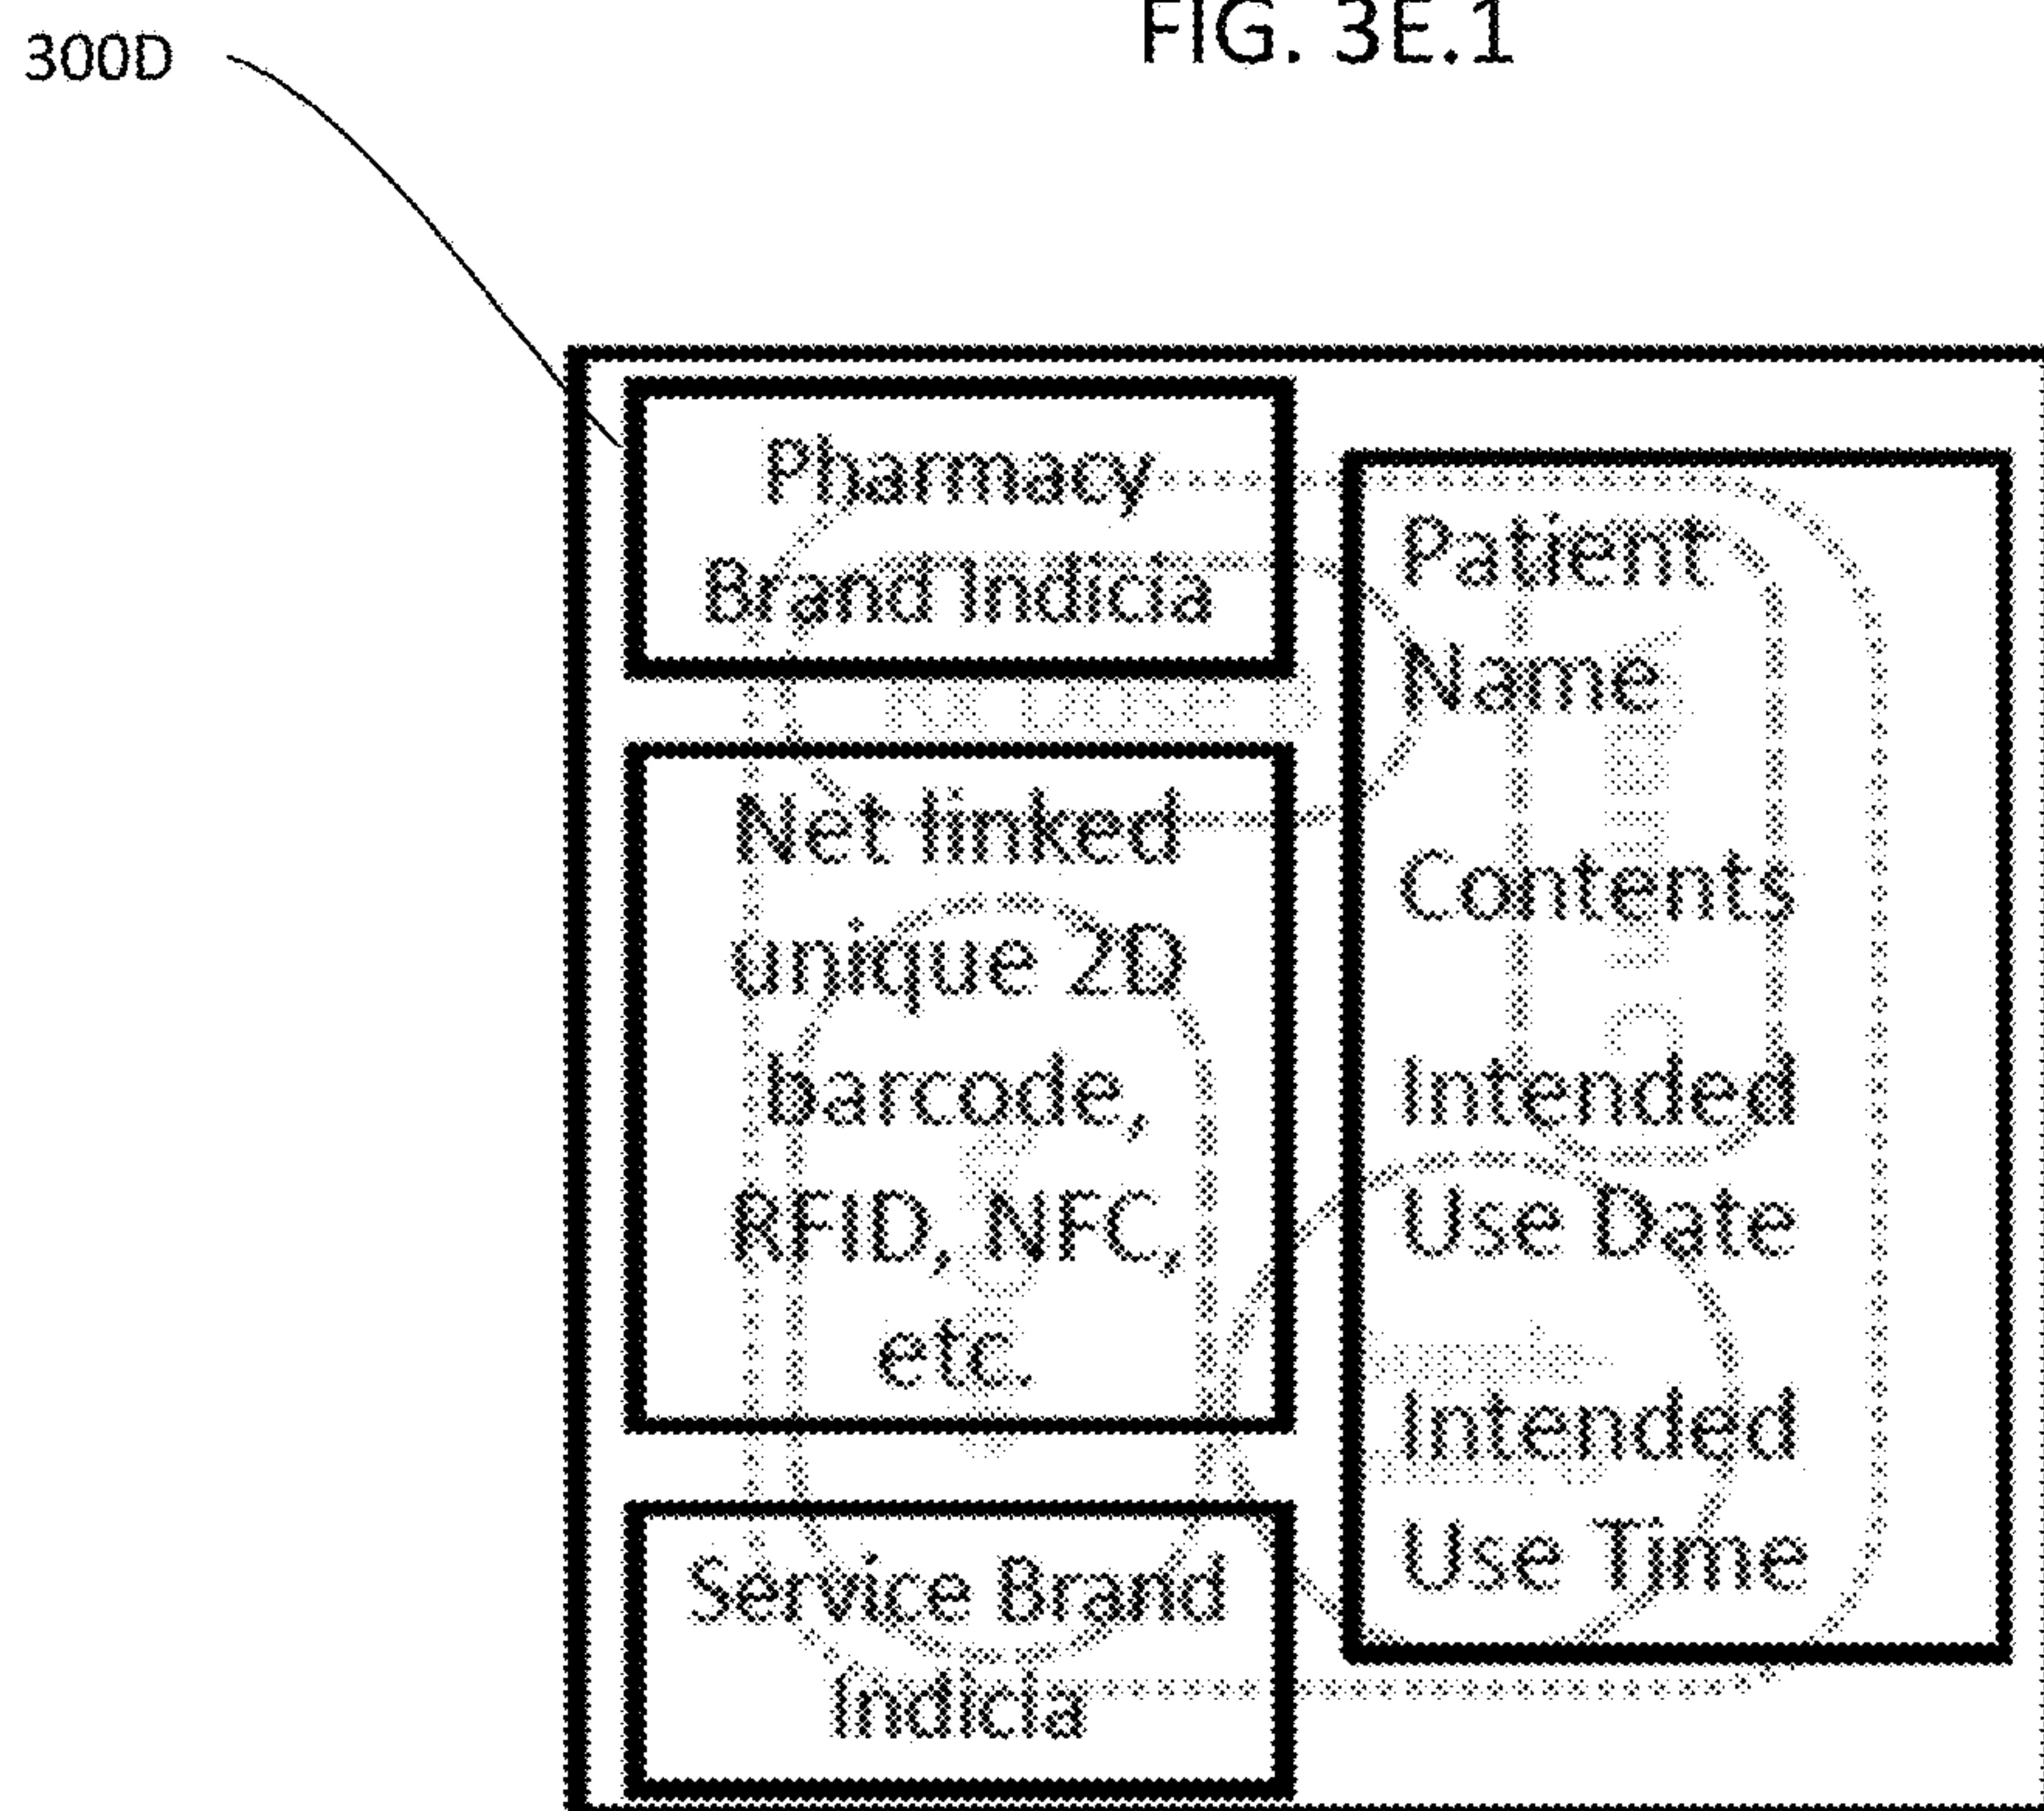 FIG. 3E.1
300D
Pharmacy
Brand Indicia
Net linked
unique 2D
barcode,
RFID, NFC,
etc.
Service Brand
Indicia
Patient
Name
Contents
Intended
Use Date
Intended
Use Time